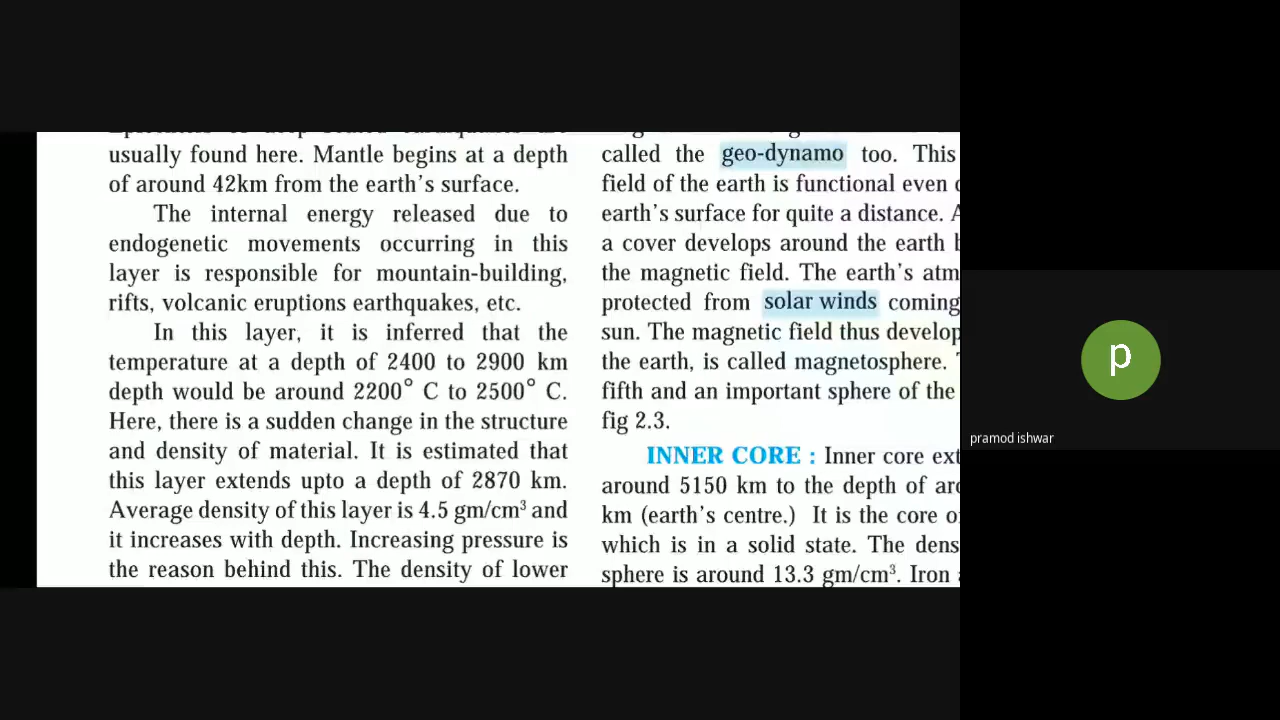 usually found here. Mantle begins at a depth
of around 42km from the earth's surface.
The internal energy released due to
endogenetic movements occurring in this
layer is responsible for mountain-building,
rifts, volcanic eruptions earthquakes, etc.
In this layer, it is inferred that the
temperature at a depth of 2400 to 2900 km
depth would be around 2200° C to 2500° C.
Here, there is a sudden change in the structure
and density of material. It is estimated that
this layer extends upto a depth of 2870 km.
Average density of this layer is 4.5 gm/cm³ and
it increases with depth. Increasing pressure is
the reason behind this. The density of lower
called the geo-dynamo too. This
field of the earth is functional even
earth's surface for quite a distance.
a cover develops around the earth
the magnetic field. The earth's atm
protected from solar winds coming
sun. The magnetic field thus develop
the earth, is called magnetosphere.
fifth and an important sphere of the
fig 2.3.
INNER CORE : Inner core ext
around 5150 km to the depth of
km (earth's centre.) It is the core
which is in a solid state. The dens
sphere is around 13.3 gm/cm³. Iron
p
pramod ishwar